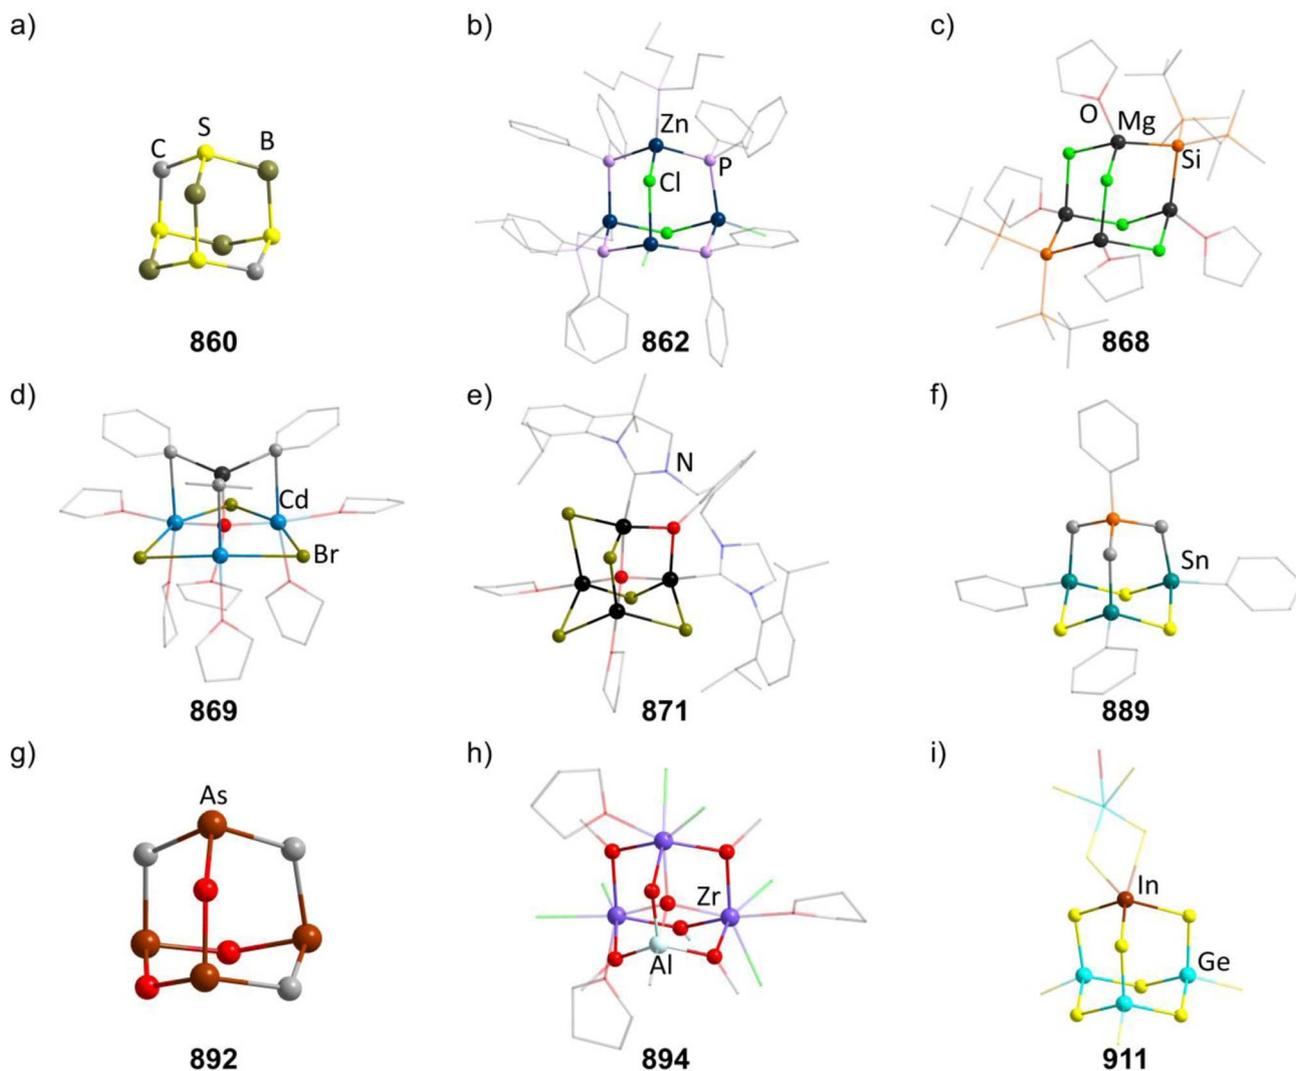 a)
b)
c)
C
S
B
Zn
P
Cl
O
Mg
Si
860
862
868
d)
e)
f)
Cd
Br
N
Sn
869
871
889
g)
h)
i)
As
Zr
Al
In
Ge
892
894
911